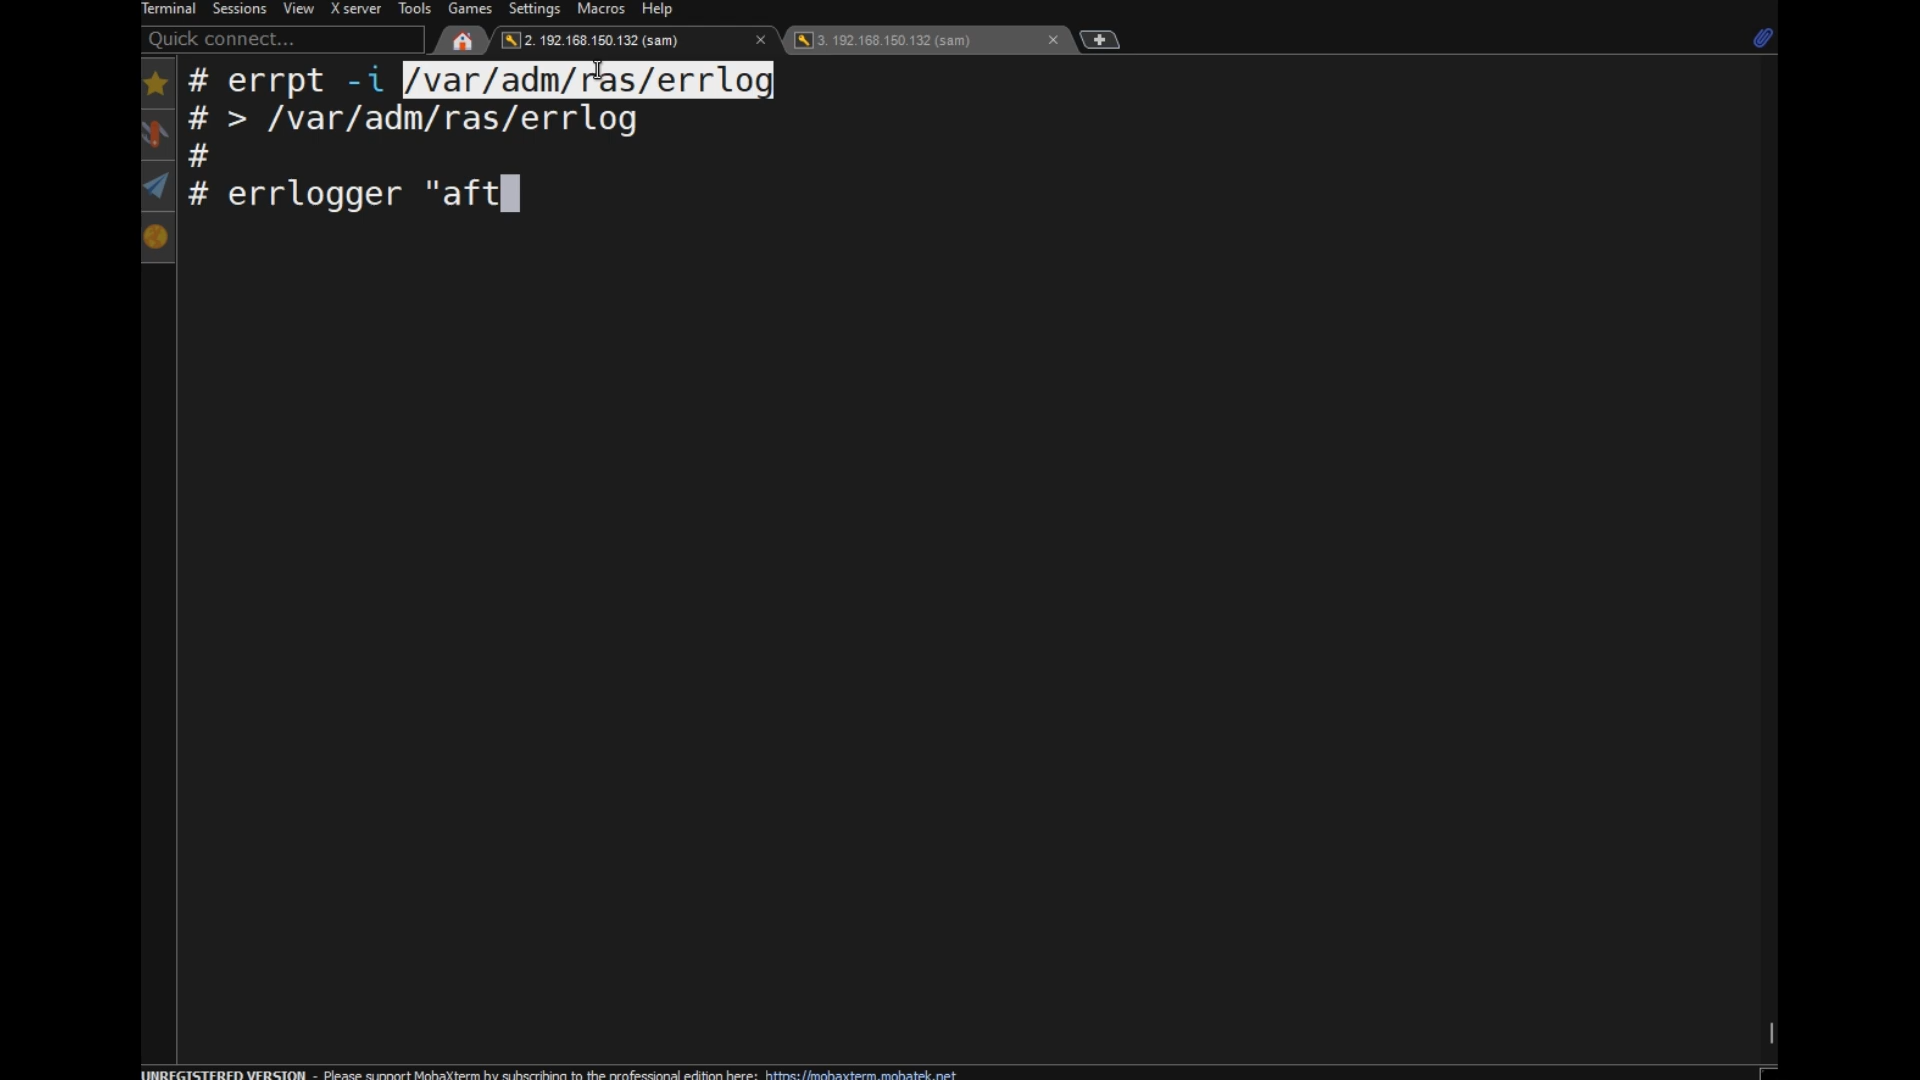 Terminal Sessions View X server Tools Games Settings Macros Help
Quick connect... 2. 192.168.150.132 (sam) 3. 192.168.150.132 (sam)
# errpt -i /var/adm/ras/errlog
# > /var/adm/ras/errlog
#
# errlogger "aft
UNREGISTERED VERSION - Please support MobaXterm by subscribing to the professional edition here: https://mobaxterm.mobatek.net